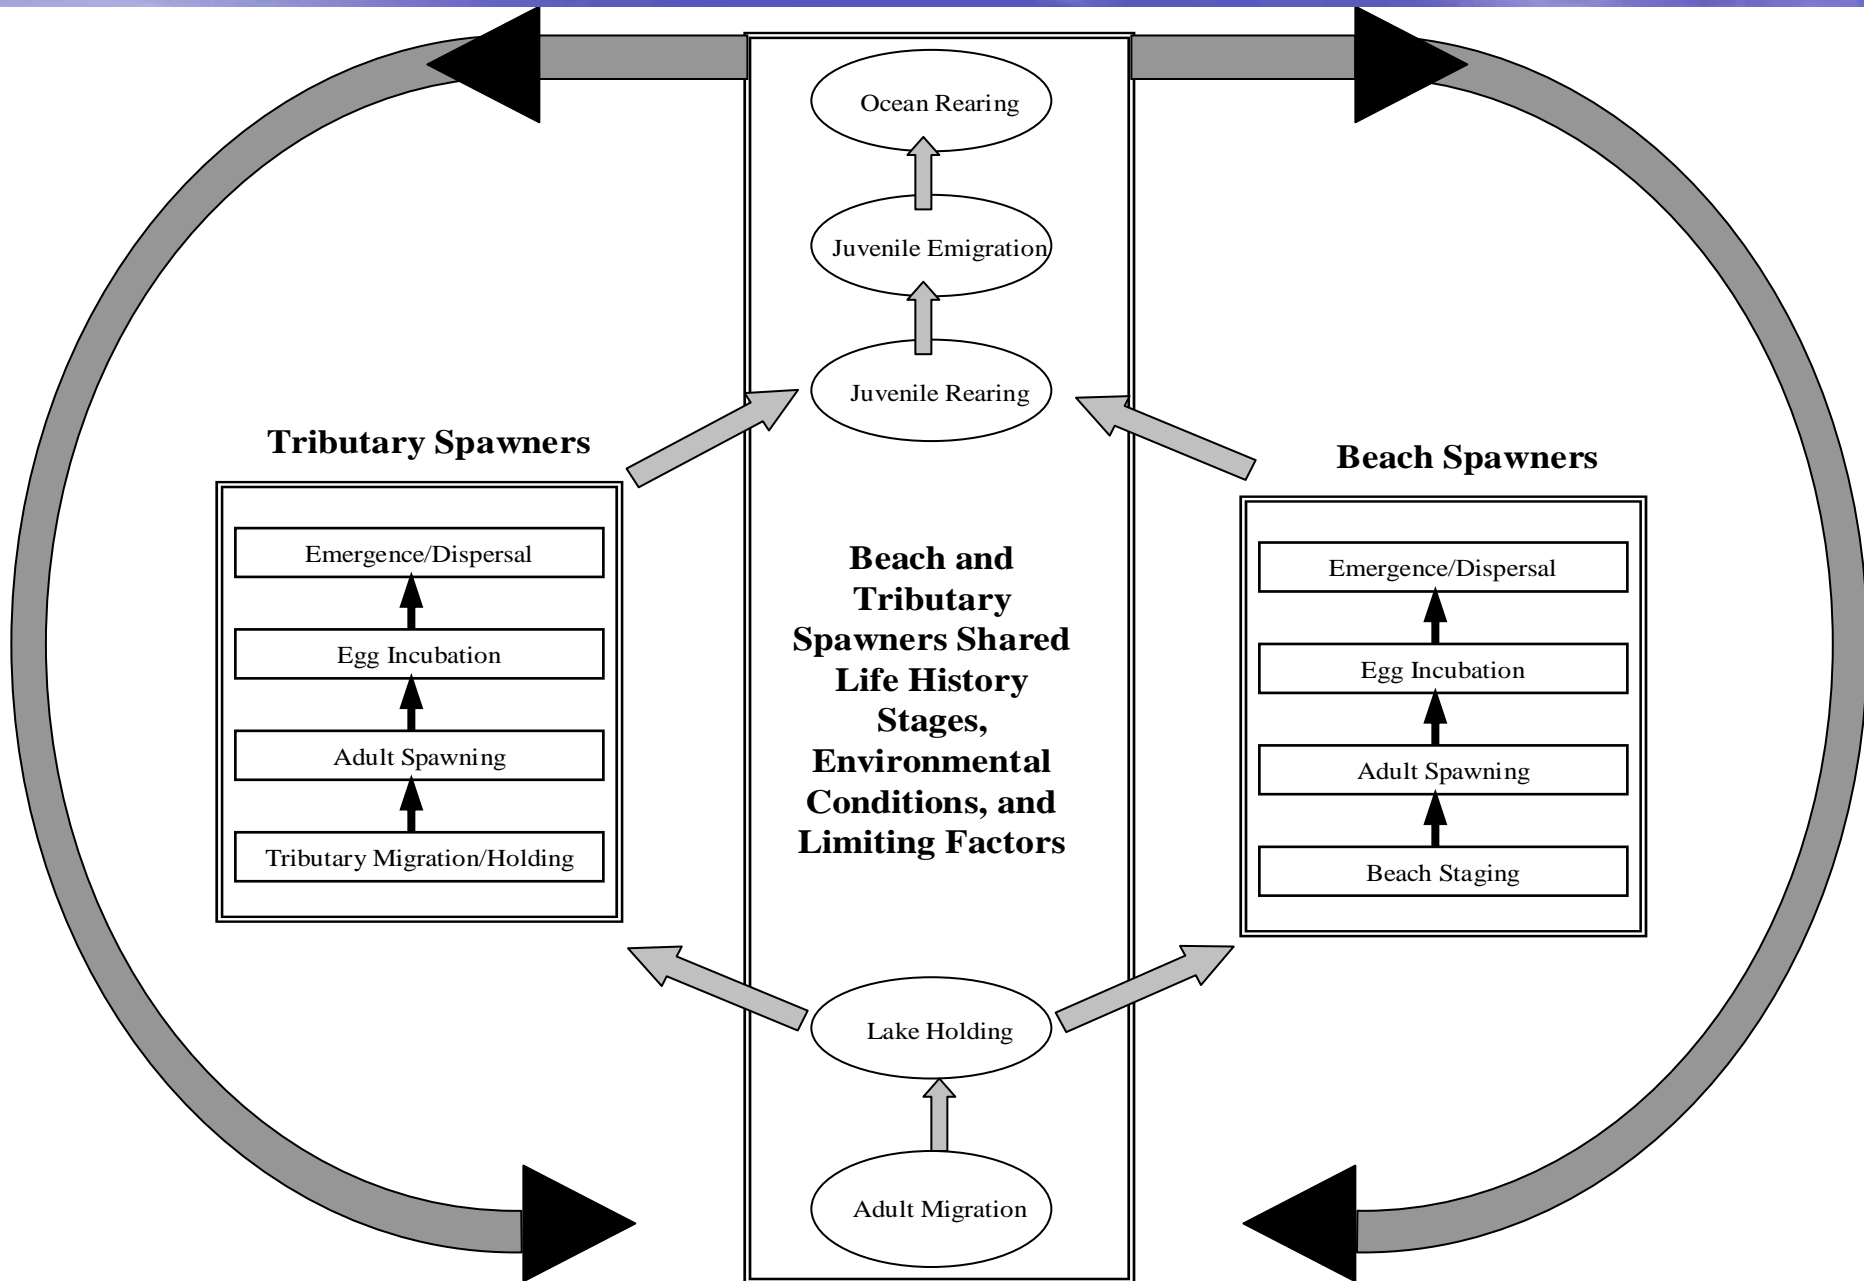 Ocean Rearing
Juvenile Emigration
Juvenile Rearing
Tributary Spawners
Emergence/Dispersal
Egg Incubation
Adult Spawning
Tributary Migration/Holding
Beach and
Tributary
Spawners Shared
Life History
Stages,
Environmental
Conditions, and
Limiting Factors
Beach Spawners
Emergence/Dispersal
Egg Incubation
Adult Spawning
Beach Staging
Lake Holding
Adult Migration